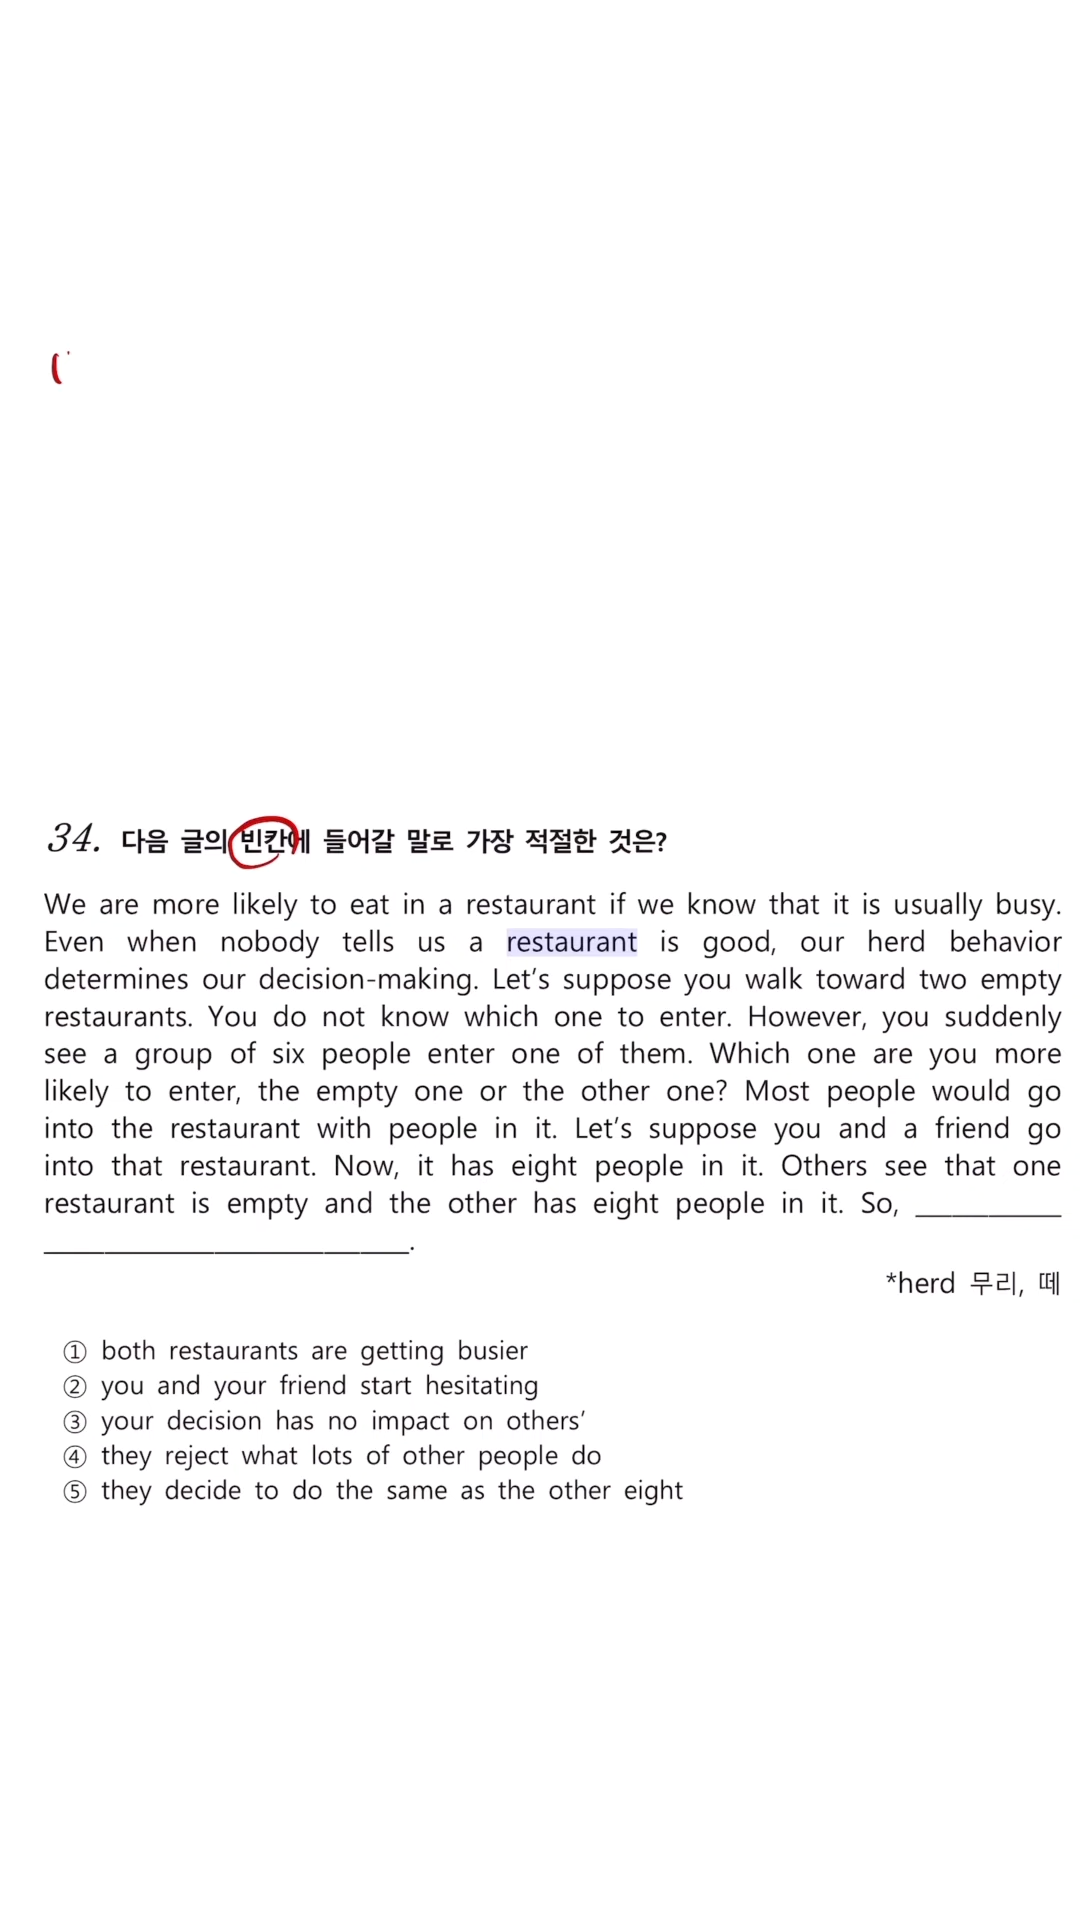 34. 다음 글의 빈칸에 들어갈 말로 가장 적절한 것은?
We are more likely to eat in a restaurant if we know that it is usually busy.
Even when nobody tells us a restaurant is good, our herd behavior
determines our decision-making. Let’s suppose you walk toward two empty
restaurants. You do not know which one to enter. However, you suddenly
see a group of six people enter one of them. Which one are you more
likely to enter, the empty one or the other one? Most people would go
into the restaurant with people in it. Let’s suppose you and a friend go
into that restaurant. Now, it has eight people in it. Others see that one
restaurant is empty and the other has eight people in it. So, ____________
______________________________.
*herd 무리, 떼
① both restaurants are getting busier
② you and your friend start hesitating
③ your decision has no impact on others’
④ they reject what lots of other people do
⑤ they decide to do the same as the other eight